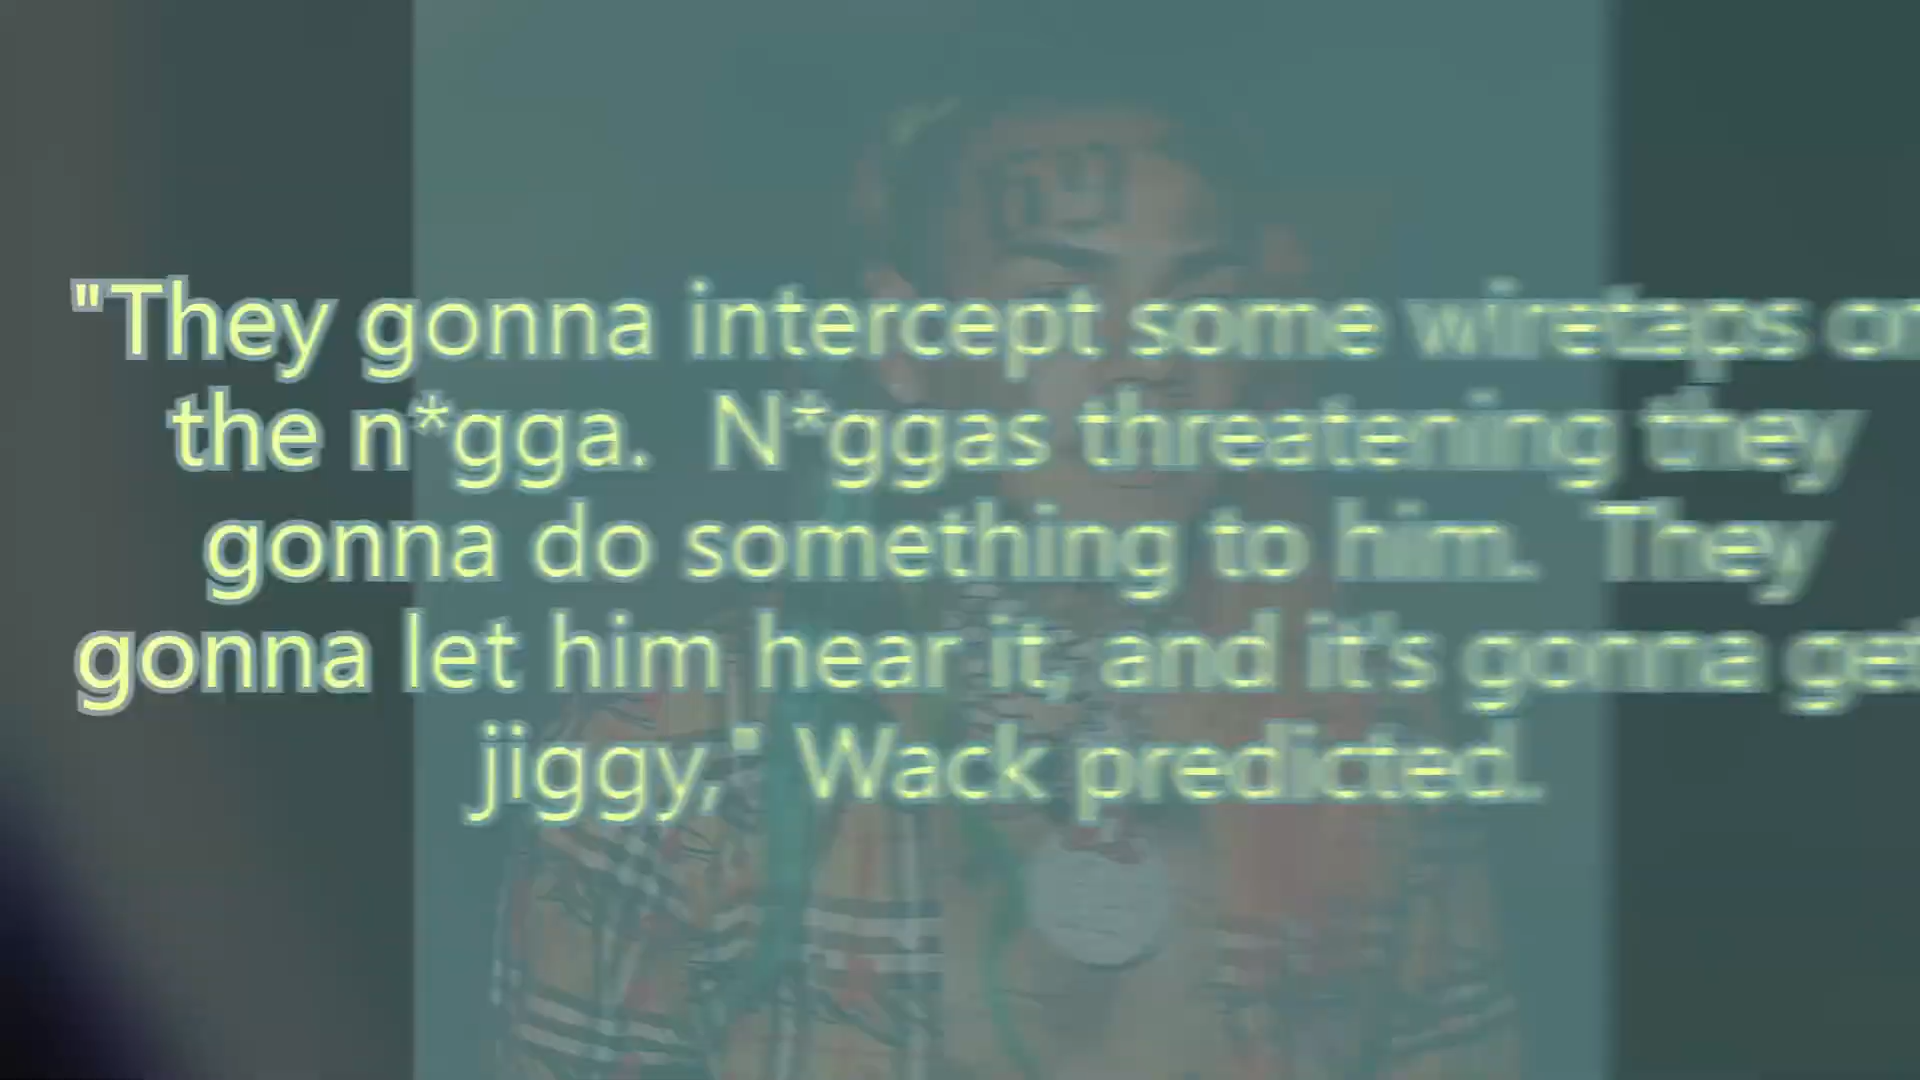 "They gonna intercept some wiretaps on
the n*gga.  N*ggas threatening they
gonna do something to him.  They
gonna let him hear it, and it's gonna get
jiggy," Wack predicted.